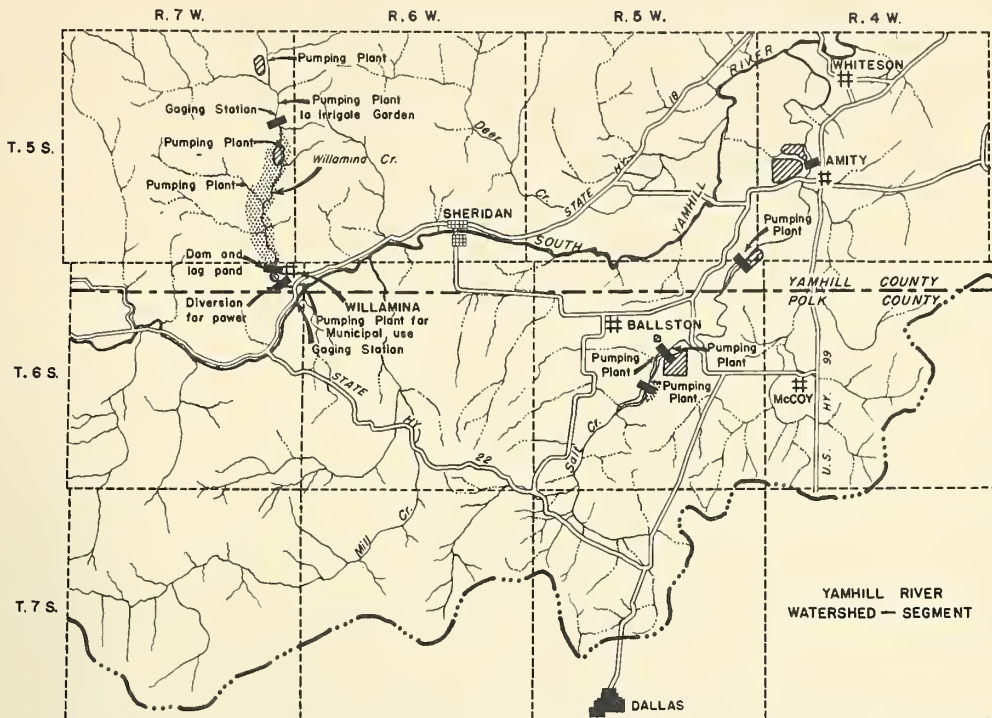 R. 7 W.
R. 6 W.
R. 5 W.
R. 4 W.
T. 5 S.
T. 6 S.
T. 7 S.
Pumping Plant
Gaging Station
Pumping Plant
to Irrigate Garden
Pumping Plant
Willamina Cr.
Pumping Plant
Dam and
log pond
Diversion
for power
WILLAMINA
Pumping Plant for
Municipal use
Gaging Station
SHERIDAN
Deer
Cr.
STATE HY. 18
SOUTH YAMHILL RIVER
WHITESON
AMITY
Pumping
Plant
YAMHILL COUNTY
POLK COUNTY
BALLSTON
Pumping
Plant
Pumping
Plant
Pumping
Plant
McCOY
U.S. HY. 99
STATE HY. 22
Salt Cr.
Mill Cr.
DALLAS
YAMHILL RIVER
WATERSHED — SEGMENT